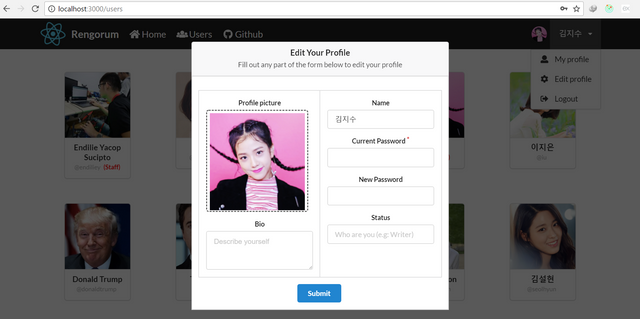 localhost:3000/users
Rengorum
Home
Users
Github
김지수
My profile
Edit profile
Logout
Edit Your Profile
Fill out any part of the form below to edit your profile
Profile picture
Bio
Describe yourself
Name
김지수
Current Password *
New Password
Status
Who are you (e.g: Writer)
Submit
Endille Yacop
Sucipto
(Staff)
이지은
Donald Trump
@donaldtrump
김설현